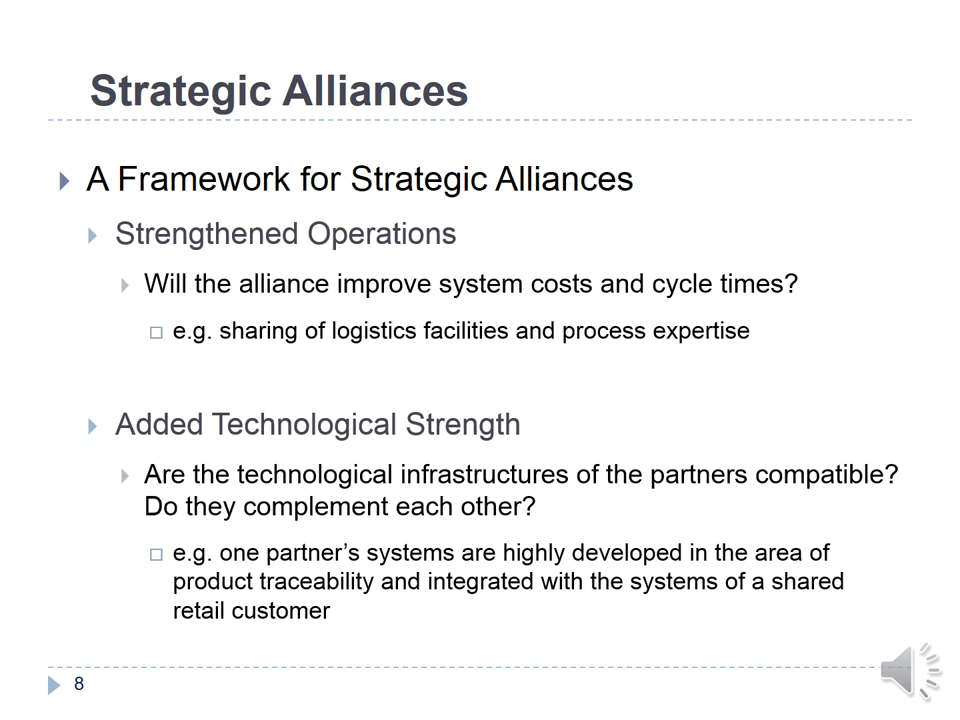 Strategic Alliances
A Framework for Strategic Alliances
Strengthened Operations
Will the alliance improve system costs and cycle times?
e.g. sharing of logistics facilities and process expertise
Added Technological Strength
Are the technological infrastructures of the partners compatible?
Do they complement each other?
e.g. one partner’s systems are highly developed in the area of
product traceability and integrated with the systems of a shared
retail customer
8